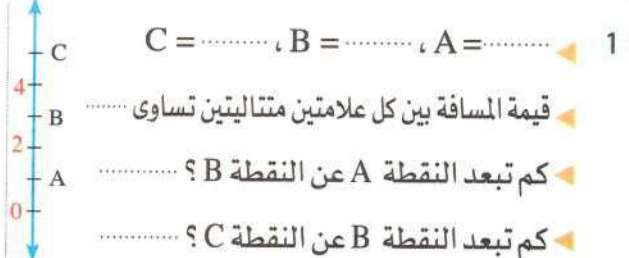 1 A =......... ، B = ......... ، C = .........
قيمة المسافة بين كل علامتين متتاليتين تساوى ......
كم تبعد النقطة A عن النقطة B ؟ ............
كم تبعد النقطة B عن النقطة C ؟ ............
C
4
B
2
A
0